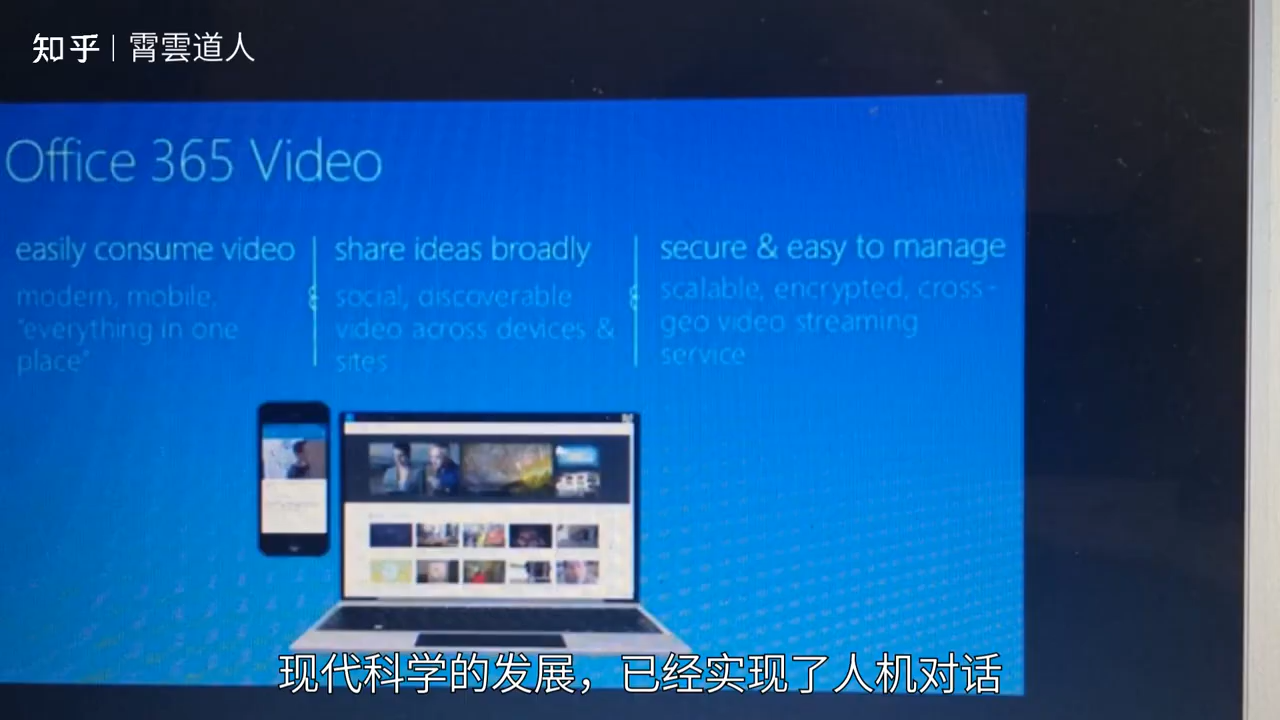 知乎 | 霄雲道人
Office 365 Video
easily consume video
modern, mobile,
"everything in one
place"
&
share ideas broadly
social, discoverable
video across devices &
sites
&
secure & easy to manage
scalable, encrypted, cross-
geo video streaming
service
现代科学的发展，已经实现了人机对话